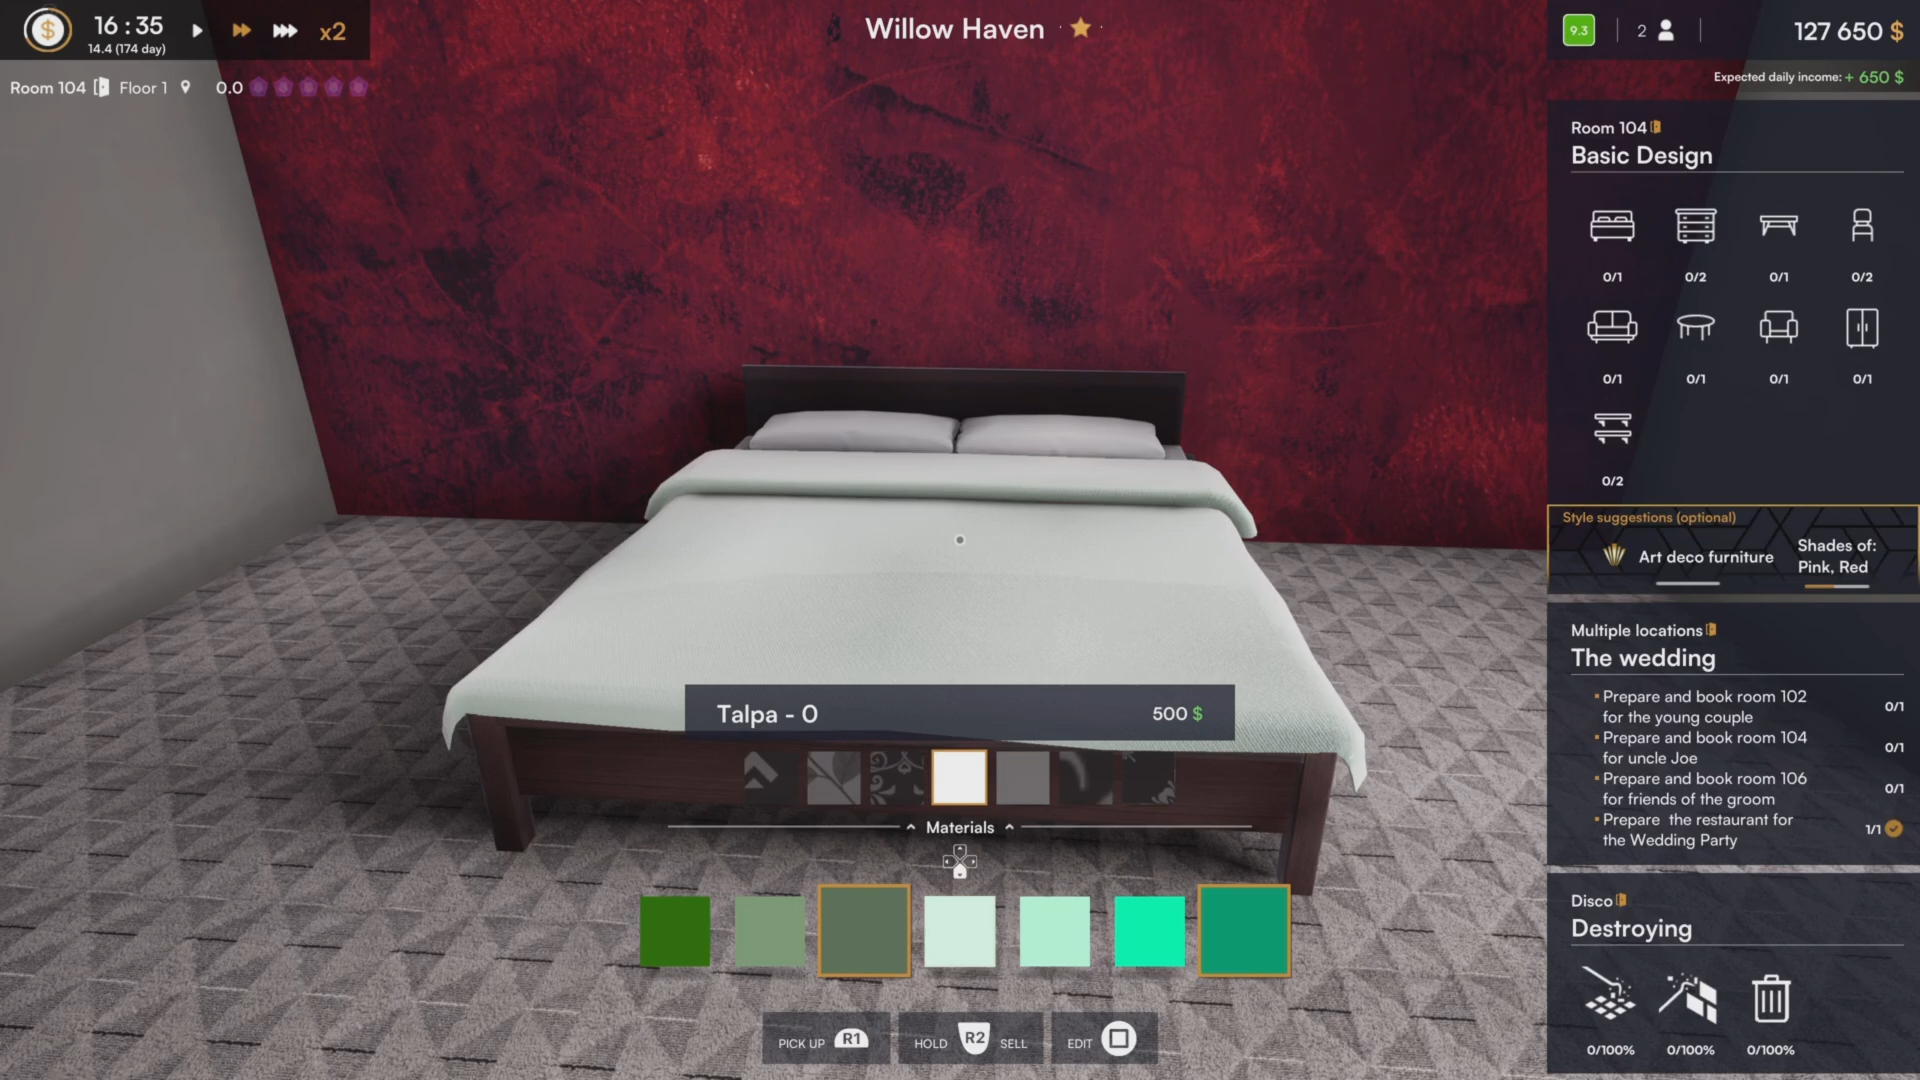 16 : 35
14.4 (174 day)
x2
Willow Haven
9.3
2
127 650 $
Expected daily income: + 650 $
Room 104
Floor 1
0.0
Room 104
Basic Design
0/1
0/2
0/1
0/2
0/1
0/1
0/1
0/1
0/2
Style suggestions (optional)
Art deco furniture
Shades of:
Pink, Red
Multiple locations
The wedding
Prepare and book room 102
for the young couple
0/1
Prepare and book room 104
for uncle Joe
0/1
Prepare and book room 106
for friends of the groom
0/1
Prepare the restaurant for
the Wedding Party
1/1
Disco
Destroying
0/100%
0/100%
0/100%
Talpa - O
500 $
Materials
PICK UP R1
HOLD R2 SELL
EDIT